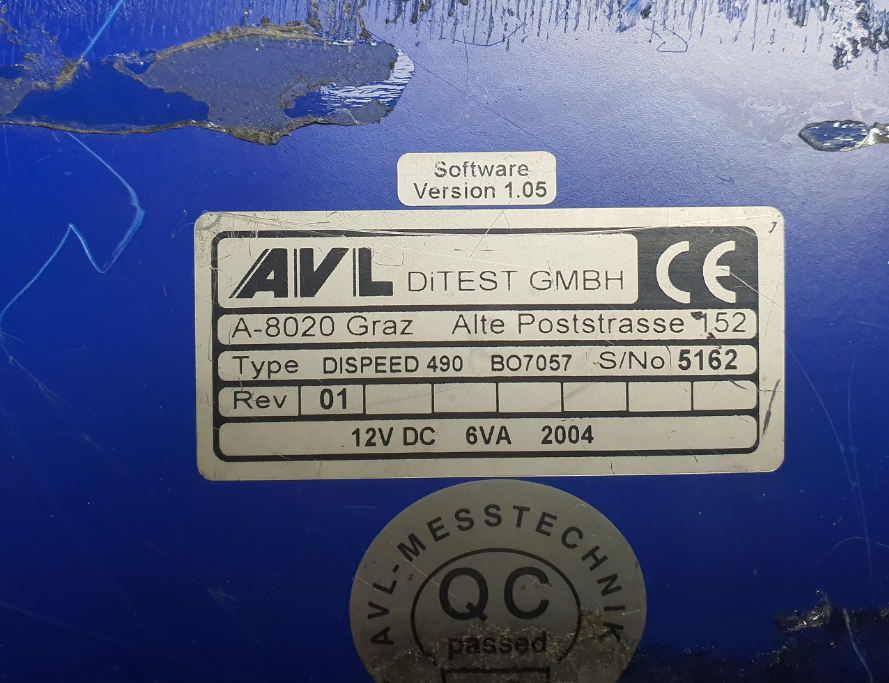 Software
Version 1.05
AVL DiTEST GMBH CE
A-8020 Graz Alte Poststrasse 152
Type DISPEED 490 BO7057 S/No 5162
Rev 01
12V DC 6VA 2004
AVL-MESSTECHNIK
QC
passed